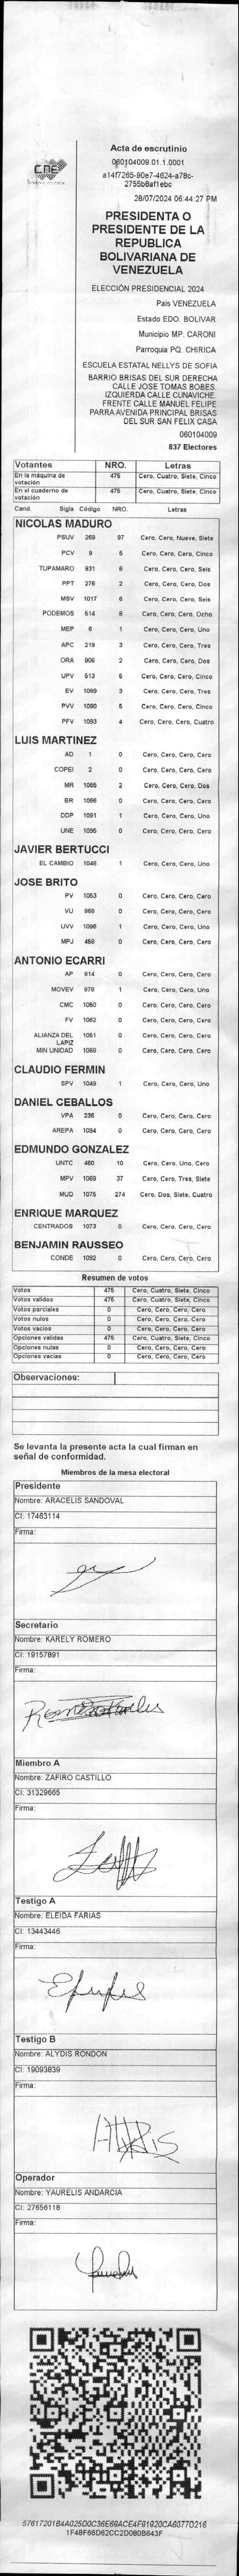 CNE
Acta de escrutinio
060104009.01.1.0001
a14f7265-90e7-4624-a78c-
2755b8af1ebc
28/07/2024 06:44:27 PM
PRESIDENTA O
PRESIDENTE DE LA
REPUBLICA
BOLIVARIANA DE
VENEZUELA
ELECCIÓN PRESIDENCIAL 2024
Pais VENEZUELA
Estado EDO. BOLIVAR
Municipio MP. CARONI
Parroquia PQ. CHIRICA
ESCUELA ESTATAL NELLYS DE SOFIA
BARRIO BRISAS DEL SUR DERECHA
CALLE JOSE TOMAS BOBES.
IZQUIERDA CALLE CUNAVICHE.
FRENTE CALLE MANUEL FELIPE
PARRA AVENIDA PRINCIPAL BRISAS
DEL SUR SAN FELIX CASA
060104009
837 Electores
Votantes NRO. Letras
En la máquina de votación 475 Cero, Cuatro, Siete, Cinco
En el cuaderno de votación 475 Cero, Cuatro, Siete, Cinco
Cand. Sigla Código NRO. Letras
NICOLAS MADURO
PSUV 269 97 Cero, Cero, Nueve, Siete
PCV 9 5 Cero, Cero, Cero, Cinco
TUPAMARO 931 6 Cero, Cero, Cero, Seis
PPT 276 2 Cero, Cero, Cero, Dos
MSV 1017 6 Cero, Cero, Cero, Seis
PODEMOS 514 8 Cero, Cero, Cero, Ocho
MEP 6 1 Cero, Cero, Cero, Uno
APC 219 3 Cero, Cero, Cero, Tres
ORA 906 2 Cero, Cero, Cero, Dos
UPV 513 5 Cero, Cero, Cero, Cinco
EV 1089 3 Cero, Cero, Cero, Tres
PVV 1090 5 Cero, Cero, Cero, Cinco
PFV 1093 4 Cero, Cero, Cero, Cuatro
LUIS MARTINEZ
AD 1 0 Cero, Cero, Cero, Cero
COPEI 2 0 Cero, Cero, Cero, Cero
MR 1065 2 Cero, Cero, Cero, Dos
BR 1066 0 Cero, Cero, Cero, Cero
DDP 1091 1 Cero, Cero, Cero, Uno
UNE 1095 0 Cero, Cero, Cero, Cero
JAVIER BERTUCCI
EL CAMBIO 1048 1 Cero, Cero, Cero, Uno
JOSE BRITO
PV 1053 0 Cero, Cero, Cero, Cero
VU 868 0 Cero, Cero, Cero, Cero
UVV 1096 1 Cero, Cero, Cero, Uno
MPJ 459 0 Cero, Cero, Cero, Cero
ANTONIO ECARRI
AP 814 0 Cero, Cero, Cero, Cero
MOVEV 878 1 Cero, Cero, Cero, Uno
CMC 1050 0 Cero, Cero, Cero, Cero
FV 1062 0 Cero, Cero, Cero, Cero
ALIANZA DEL LAPIZ 1051 0 Cero, Cero, Cero, Cero
MIN UNIDAD 1068 0 Cero, Cero, Cero, Cero
CLAUDIO FERMIN
SPV 1049 1 Cero, Cero, Cero, Uno
DANIEL CEBALLOS
VPA 236 0 Cero, Cero, Cero, Cero
AREPA 1094 0 Cero, Cero, Cero, Cero
EDMUNDO GONZALEZ
UNTC 460 10 Cero, Cero, Uno, Cero
MPV 1069 37 Cero, Cero, Tres, Siete
MUD 1075 274 Cero, Dos, Siete, Cuatro
ENRIQUE MARQUEZ
CENTRADOS 1073 0 Cero, Cero, Cero, Cero
BENJAMIN RAUSSEO
CONDE 1092 0 Cero, Cero, Cero, Cero
Resumen de votos
Votos 475 Cero, Cuatro, Siete, Cinco
Votos validos 475 Cero, Cuatro, Siete, Cinco
Votos parciales 0 Cero, Cero, Cero, Cero
Votos nulos 0 Cero, Cero, Cero, Cero
Votos vacios 0 Cero, Cero, Cero, Cero
Opciones validas 475 Cero, Cuatro, Siete, Cinco
Opciones nulas 0 Cero, Cero, Cero, Cero
Opciones vacias 0 Cero, Cero, Cero, Cero
Observaciones:
Se levanta la presente acta la cual firman en
señal de conformidad.
Miembros de la mesa electoral
Presidente
Nombre: ARACELIS SANDOVAL
CI: 17463114
Firma:
Secretario
Nombre: KARELY ROMERO
CI: 19157891
Firma:
Miembro A
Nombre: ZAFIRO CASTILLO
CI: 31329665
Firma:
Testigo A
Nombre: ELEIDA FARIAS
CI: 13443446
Firma:
Testigo B
Nombre: ALYDIS RONDON
CI: 19093839
Firma:
Operador
Nombre: YAURELIS ANDARCIA
CI: 27656118
Firma:
57617201B4A025D0C36E69ACE4F91920CA6077D216
1F48F66D62CC2D080B643F